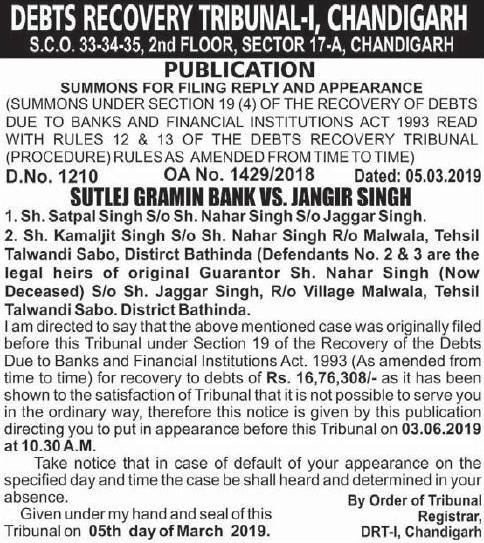 DEBTS RECOVERY TRIBUNAL-I, CHANDIGARH
S.C.O. 33-34-35, 2nd FLOOR, SECTOR 17-A, CHANDIGARH
PUBLICATION
SUMMONS FOR FILING REPLY AND APPEARANCE
(SUMMONS UNDER SECTION 19 (4) OF THE RECOVERY OF DEBTS
DUE TO BANKS AND FINANCIAL INSTITUTIONS ACT 1993 READ
WITH RULES 12 & 13 OF THE DEBTS RECOVERY TRIBUNAL
(PROCEDURE) RULES AS AMENDED FROM TIME TO TIME)
D.No. 1210 OA No. 1429/2018 Dated: 05.03.2019
SUTLEJ GRAMIN BANK VS. JANGIR SINGH
1. Sh. Satpal Singh S/o Sh. Nahar Singh S/o Jaggar Singh.
2. Sh. Kamaljit Singh S/o Sh. Nahar Singh R/o Malwala, Tehsil
Talwandi Sabo, Distirct Bathinda (Defendants No. 2 & 3 are the
legal heirs of original Guarantor Sh. Nahar Singh (Now
Deceased) S/o Sh. Jaggar Singh, R/o Village Malwala, Tehsil
Talwandi Sabo. District Bathinda.
I am directed to say that the above mentioned case was originally filed
before this Tribunal under Section 19 of the Recovery of the Debts
Due to Banks and Financial Institutions Act. 1993 (As amended from
time to time) for recovery to debts of Rs. 16,76,308/- as it has been
shown to the satisfaction of Tribunal that it is not possible to serve you
in the ordinary way, therefore this notice is given by this publication
directing you to put in appearance before this Tribunal on 03.06.2019
at 10.30 A.M.
Take notice that in case of default of your appearance on the
specified day and time the case be shall heard and determined in your
absence.
By Order of Tribunal
Given under my hand and seal of this
Registrar,
Tribunal on 05th day of March 2019.
DRT-I, Chandigarh